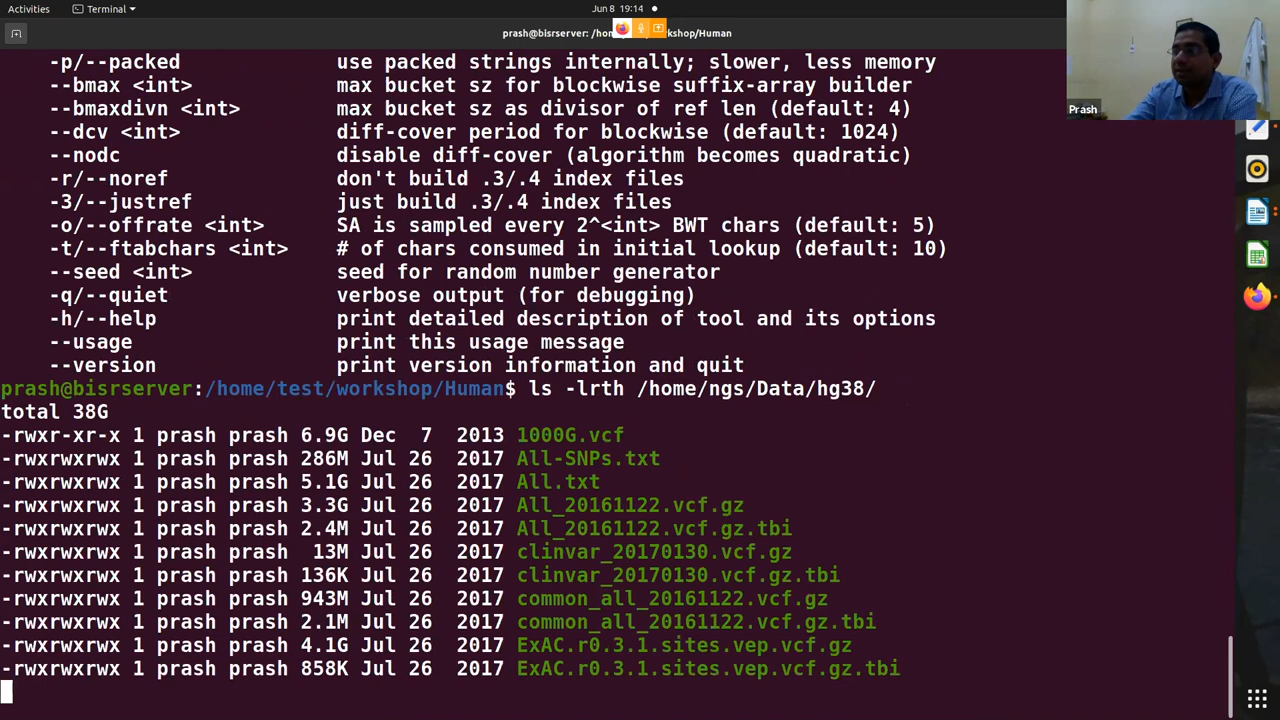 Activities
Terminal
Jun 8 19:14
prash@bisrserver: /hom kshop/Human
-p/--packed use packed strings internally; slower, less memory
--bmax <int> max bucket sz for blockwise suffix-array builder
--bmaxdivn <int> max bucket sz as divisor of ref len (default: 4)
--dcv <int> diff-cover period for blockwise (default: 1024)
--nodc disable diff-cover (algorithm becomes quadratic)
-r/--noref don't build .3/.4 index files
-3/--justref just build .3/.4 index files
-o/--offrate <int> SA is sampled every 2^<int> BWT chars (default: 5)
-t/--ftabchars <int> # of chars consumed in initial lookup (default: 10)
--seed <int> seed for random number generator
-q/--quiet verbose output (for debugging)
-h/--help print detailed description of tool and its options
--usage print this usage message
--version print version information and quit
prash@bisrserver:/home/test/workshop/Human$ ls -lrth /home/ngs/Data/hg38/
total 38G
-rwxr-xr-x 1 prash prash 6.9G Dec 7 2013 1000G.vcf
-rwxrwxrwx 1 prash prash 286M Jul 26 2017 All-SNPs.txt
-rwxrwxrwx 1 prash prash 5.1G Jul 26 2017 All.txt
-rwxrwxrwx 1 prash prash 3.3G Jul 26 2017 All_20161122.vcf.gz
-rwxrwxrwx 1 prash prash 2.4M Jul 26 2017 All_20161122.vcf.gz.tbi
-rwxrwxrwx 1 prash prash 13M Jul 26 2017 clinvar_20170130.vcf.gz
-rwxrwxrwx 1 prash prash 136K Jul 26 2017 clinvar_20170130.vcf.gz.tbi
-rwxrwxrwx 1 prash prash 943M Jul 26 2017 common_all_20161122.vcf.gz
-rwxrwxrwx 1 prash prash 2.1M Jul 26 2017 common_all_20161122.vcf.gz.tbi
-rwxrwxrwx 1 prash prash 4.1G Jul 26 2017 ExAC.r0.3.1.sites.vep.vcf.gz
-rwxrwxrwx 1 prash prash 858K Jul 26 2017 ExAC.r0.3.1.sites.vep.vcf.gz.tbi
Prash